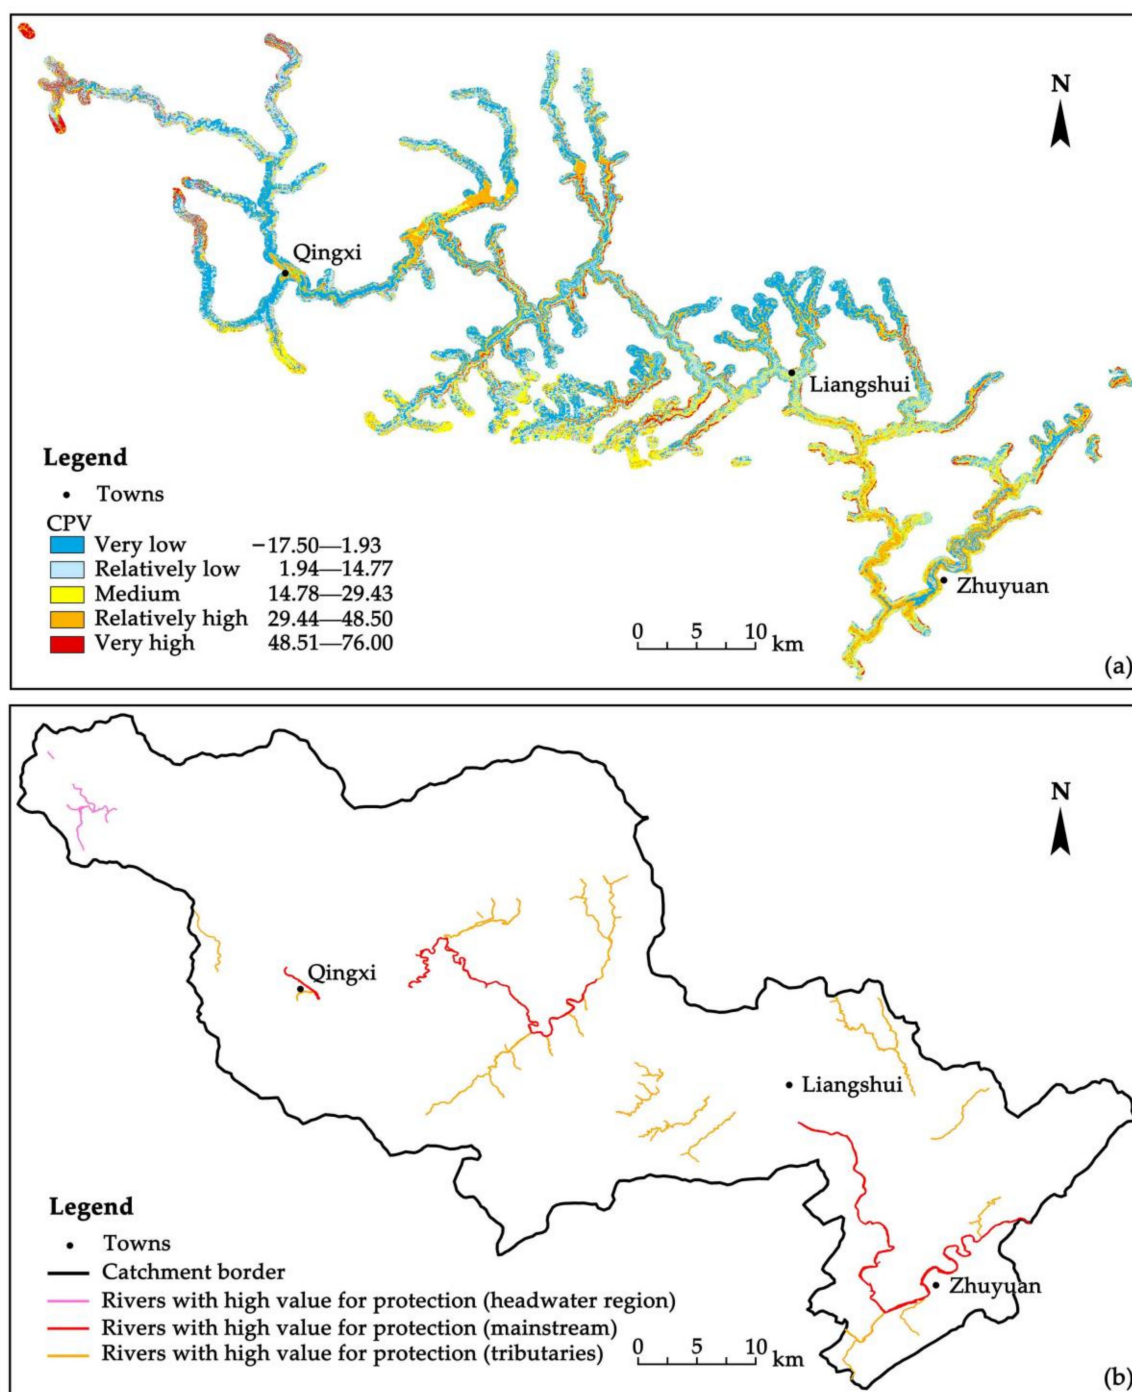 N
Qingxi
Liangshui
Legend
Towns
CPV
Very low −17.50—1.93
Relatively low 1.94—14.77
Medium 14.78—29.43
Relatively high 29.44—48.50
Very high 48.51—76.00
Zhuyuan
0 5 10 km
(a)
N
Qingxi
Liangshui
Legend
Towns
Catchment border
Rivers with high value for protection (headwater region)
Rivers with high value for protection (mainstream)
Rivers with high value for protection (tributaries)
Zhuyuan
0 5 10 km
(b)